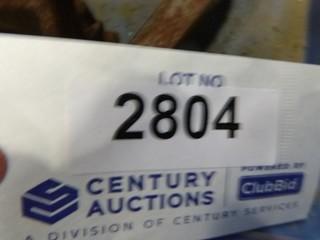 LOT NO
2804
CENTURY
AUCTIONS
A DIVISION OF CENTURY SERVICES
POWERED BY
ClubBid